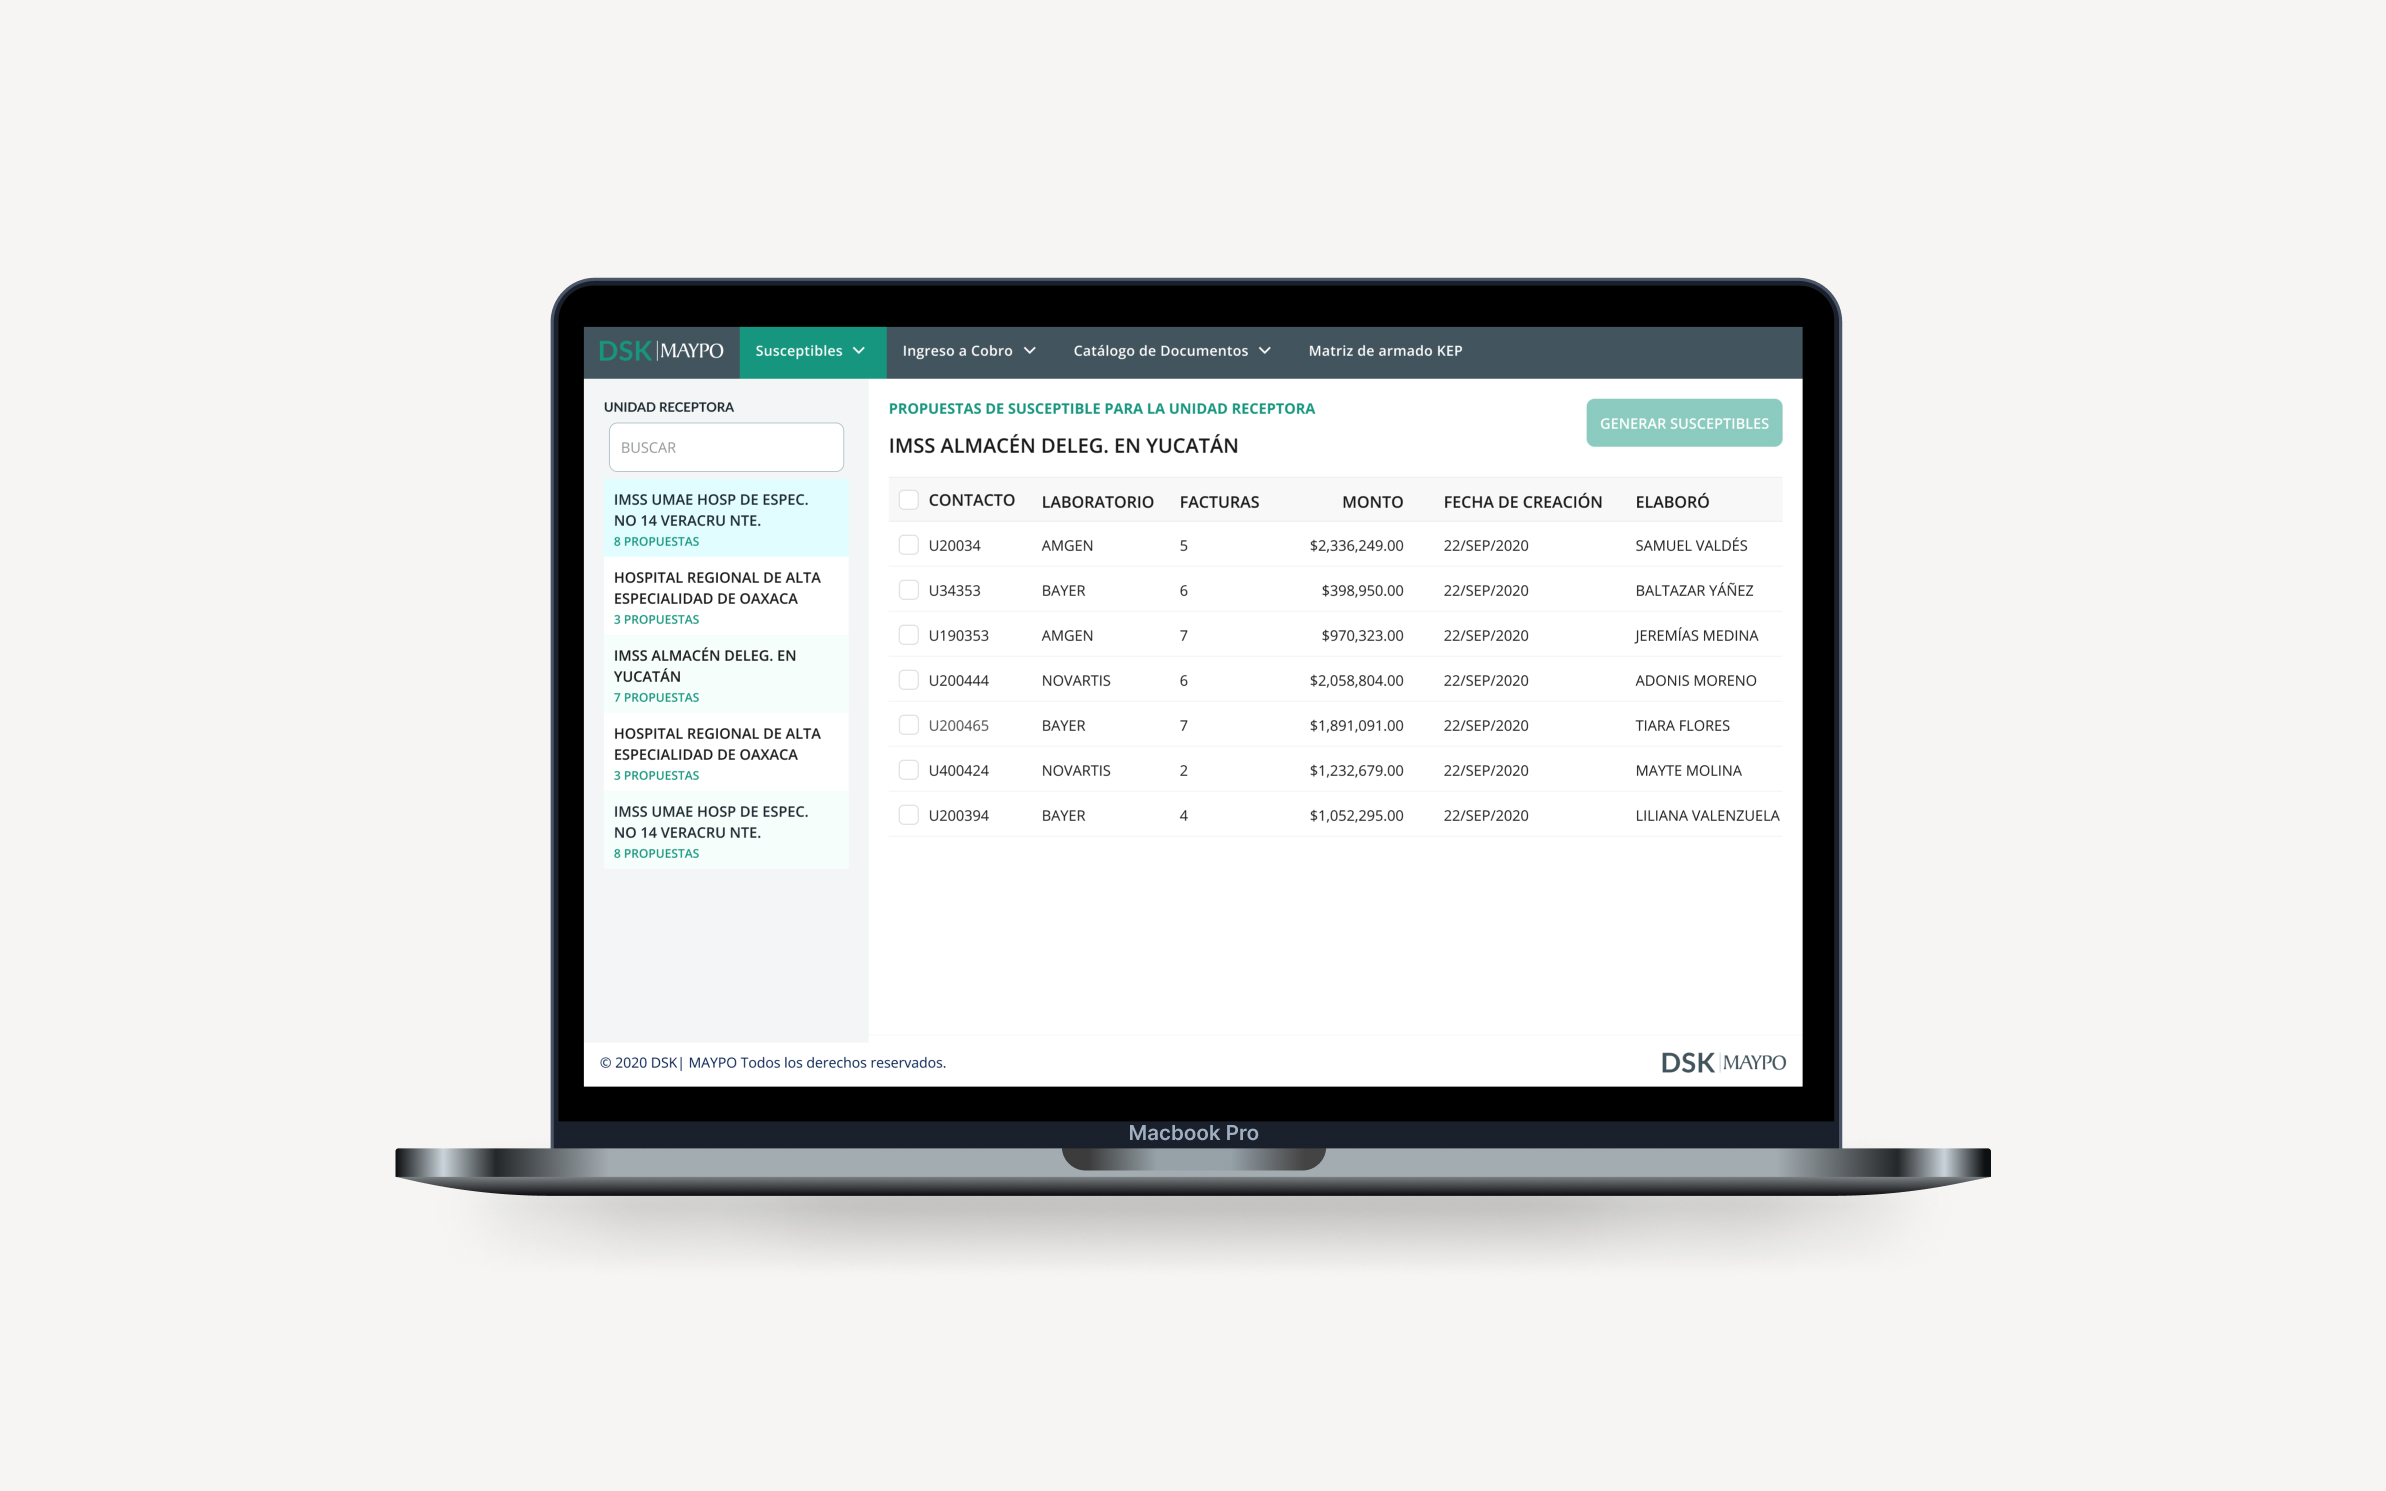 DSK|MAYPO
Susceptibles
Ingreso a Cobro
Catálogo de Documentos
Matriz de armado KEP
UNIDAD RECEPTORA
BUSCAR
IMSS UMAE HOSP DE ESPEC.
NO 14 VERACRU NTE.
8 PROPUESTAS
HOSPITAL REGIONAL DE ALTA
ESPECIALIDAD DE OAXACA
3 PROPUESTAS
IMSS ALMACÉN DELEG. EN
YUCATÁN
7 PROPUESTAS
HOSPITAL REGIONAL DE ALTA
ESPECIALIDAD DE OAXACA
3 PROPUESTAS
IMSS UMAE HOSP DE ESPEC.
NO 14 VERACRU NTE.
8 PROPUESTAS
PROPUESTAS DE SUSCEPTIBLE PARA LA UNIDAD RECEPTORA
IMSS ALMACÉN DELEG. EN YUCATÁN
GENERAR SUSCEPTIBLES
CONTACTO LABORATORIO FACTURAS MONTO FECHA DE CREACIÓN ELABORÓ
U20034 AMGEN 5 $2,336,249.00 22/SEP/2020 SAMUEL VALDÉS
U34353 BAYER 6 $398,950.00 22/SEP/2020 BALTAZAR YÁÑEZ
U190353 AMGEN 7 $970,323.00 22/SEP/2020 JEREMÍAS MEDINA
U200444 NOVARTIS 6 $2,058,804.00 22/SEP/2020 ADONIS MORENO
U200465 BAYER 7 $1,891,091.00 22/SEP/2020 TIARA FLORES
U400424 NOVARTIS 2 $1,232,679.00 22/SEP/2020 MAYTE MOLINA
U200394 BAYER 4 $1,052,295.00 22/SEP/2020 LILIANA VALENZUELA
© 2020 DSK| MAYPO Todos los derechos reservados.
DSK|MAYPO
Macbook Pro